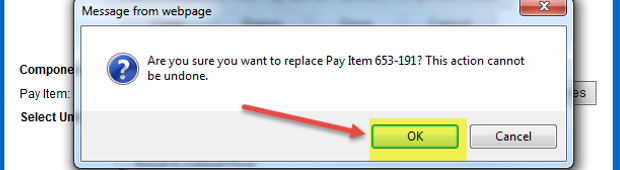 Message from webpage
Are you sure you want to replace Pay Item 653-191? This action cannot
be undone.
Compone
Pay Item:
es
Select Un
OK
Cancel